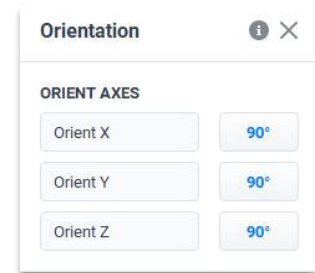 Orientation
ORIENT AXES
Orient X 90°
Orient Y 90°
Orient Z 90°